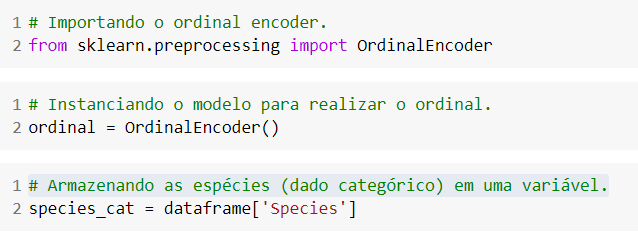 1 # Importando o ordinal encoder.
2 from sklearn.preprocessing import OrdinalEncoder
1 # Instanciando o modelo para realizar o ordinal.
2 ordinal = OrdinalEncoder()
1 # Armazenando as espécies (dado categórico) em uma variável.
2 species_cat = dataframe['Species']